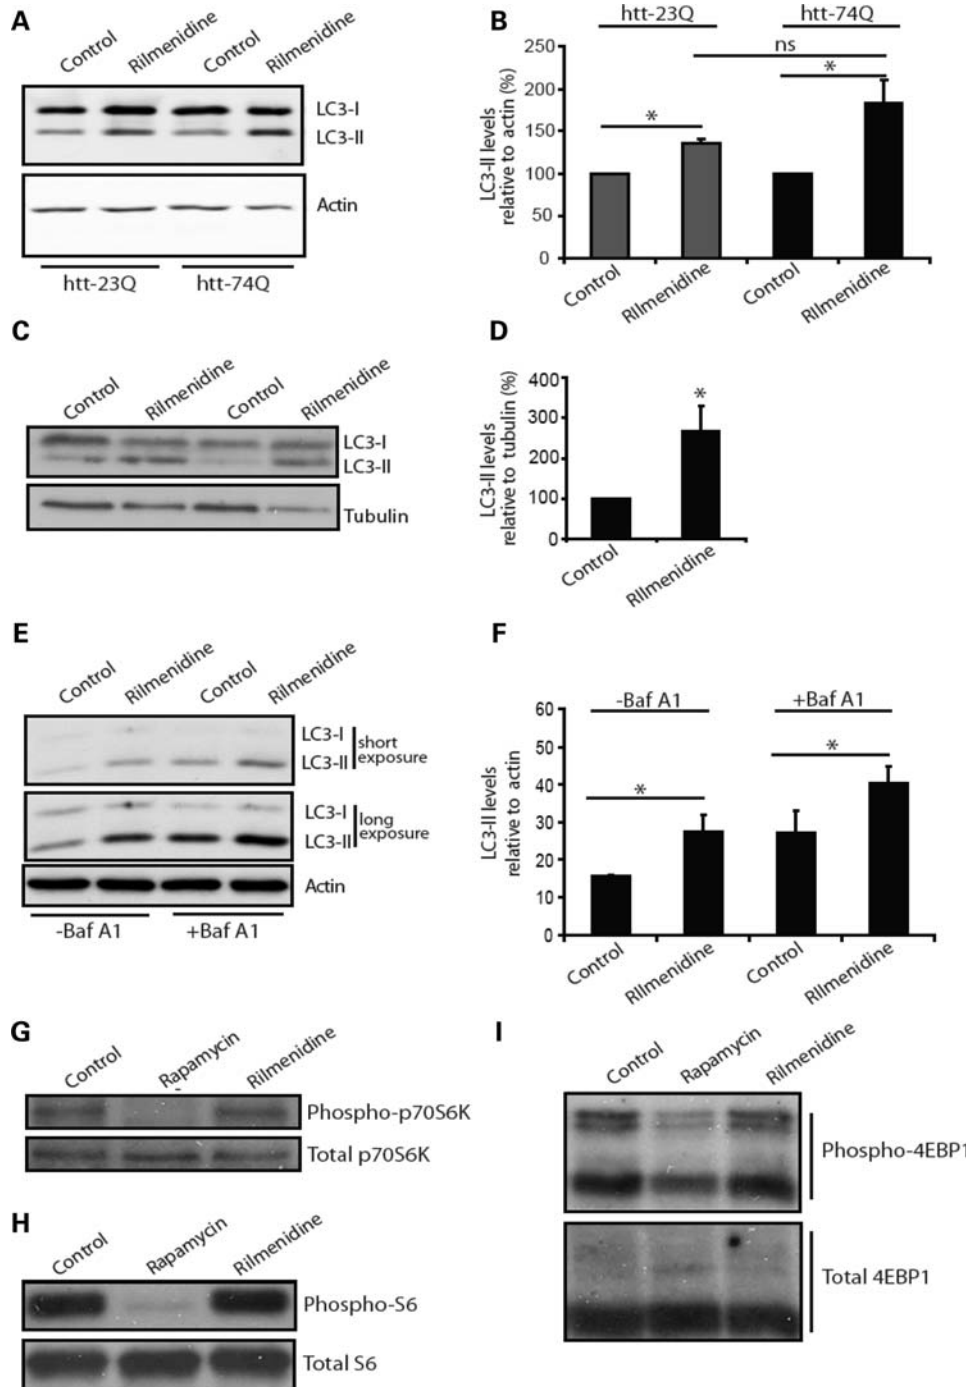 A
Control
Rilmenidine
Control
Rilmenidine
LC3-I
LC3-II
Actin
htt-23Q
htt-74Q
B
htt-23Q
htt-74Q
ns
*
*
LC3-II levels
relative to actin (%)
250
200
150
100
50
0
Control
RIlmenidine
Control
RIlmenidine
C
Control
Rilmenidine
Control
Rilmenidine
LC3-I
LC3-II
Tubulin
D
LC3-II levels
relative to tubulin (%)
400
300
200
100
0
*
Control
RIlmenidine
E
Control
Rilmenidine
Control
Rilmenidine
LC3-I
LC3-II
short
exposure
LC3-I
LC3-II
long
exposure
Actin
-Baf A1
+Baf A1
F
-Baf A1
+Baf A1
*
*
LC3-II levels
relative to actin
60
50
40
30
20
10
0
Control
RIlmenidine
Control
RIlmenidine
G
Control
Rapamycin
Rilmenidine
Phospho-p70S6K
Total p70S6K
H
Control
Rapamycin
Rilmenidine
Phospho-S6
Total S6
I
Control
Rapamycin
Rilmenidine
Phospho-4EBP1
Total 4EBP1